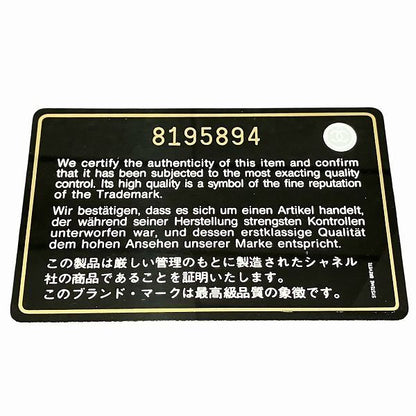 8195894
We certify the authenticity of this item and confirm
that it has been subjected to the most exacting quality
control. Its high quality is a symbol of the fine reputation
of the Trademark.
Wir bestätigen, dass es sich um einen Artikel handelt,
der während seiner Herstellung strengsten Kontrollen
unterworfen war, und dessen erstklassige Qualität
dem hohen Ansehen unserer Marke entspricht.
この製品は厳しい管理のもとに製造されたシャネル
社の商品であることを証明いたします。
このブランド・マークは最高級品質の象徴です。